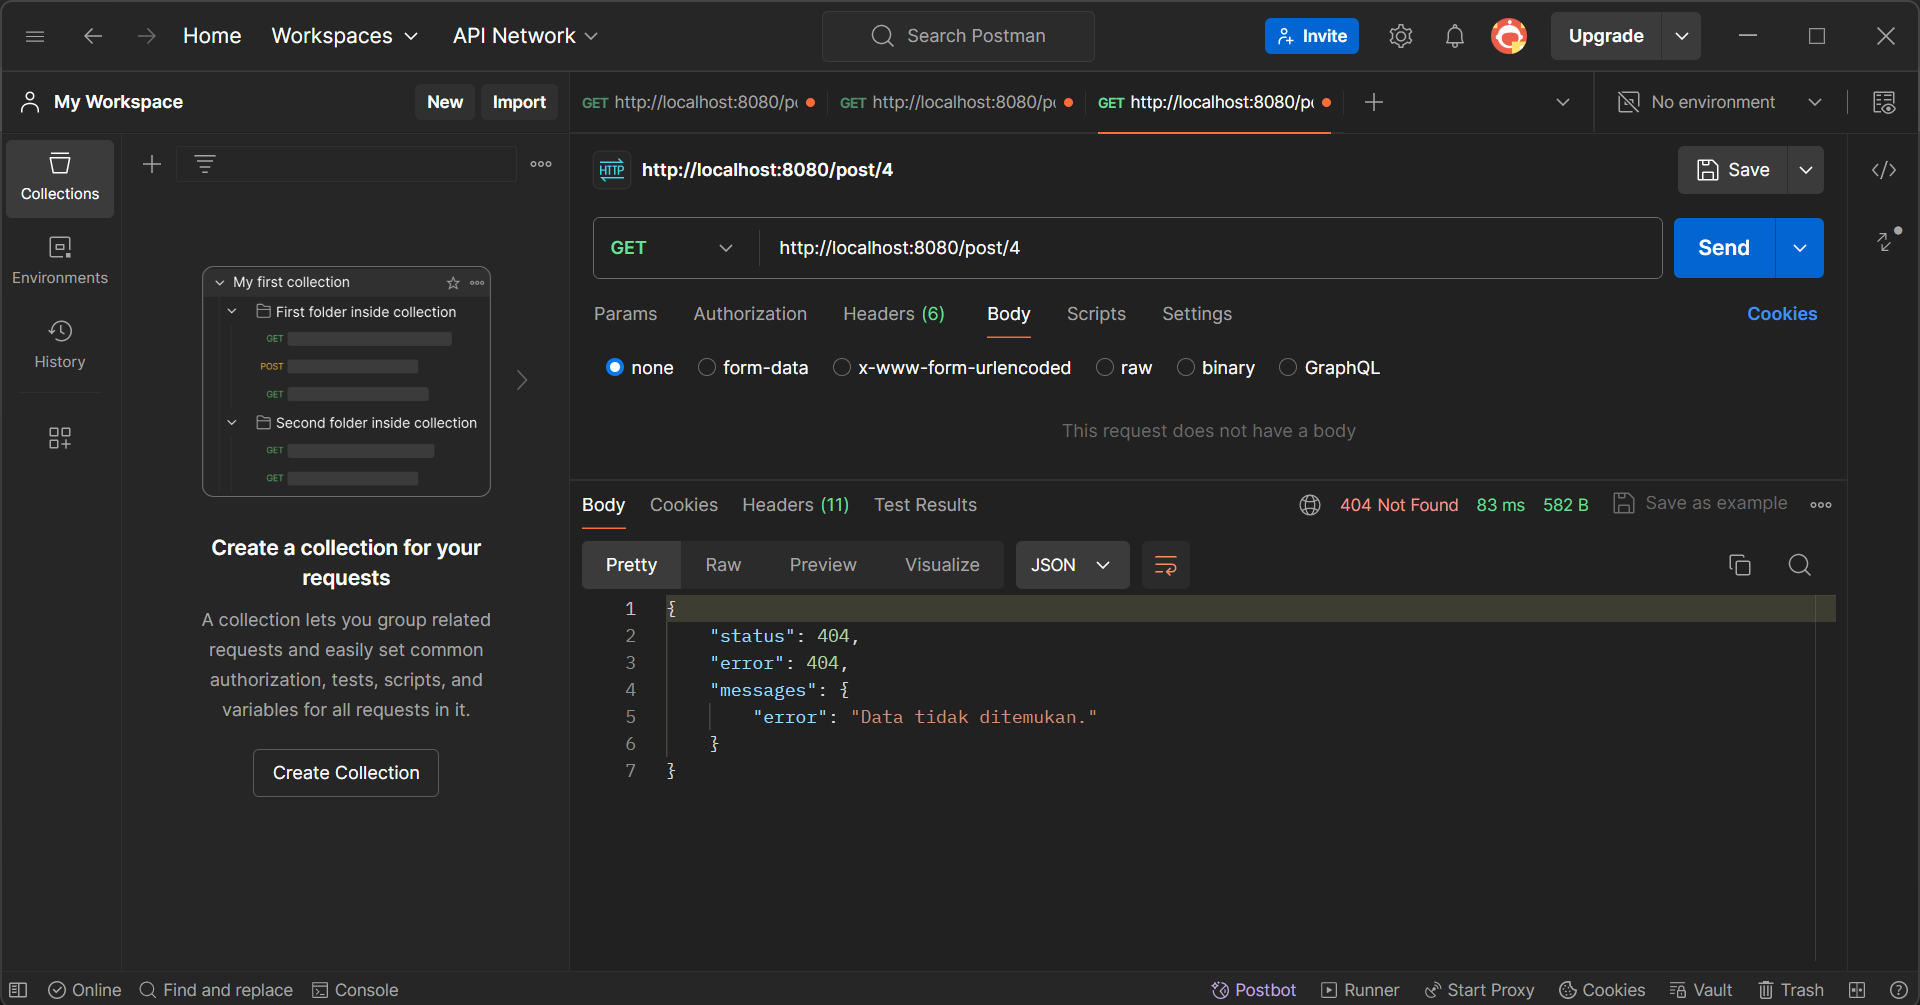 Home Workspaces API Network Search Postman Invite Upgrade
My Workspace New Import
GET http://localhost:8080/p GET http://localhost:8080/p GET http://localhost:8080/p No environment
Collections
Environments
History
My first collection
First folder inside collection
GET
POST
GET
Second folder inside collection
GET
GET
Create a collection for your
requests
A collection lets you group related
requests and easily set common
authorization, tests, scripts, and
variables for all requests in it.
Create Collection
HTTP http://localhost:8080/post/4 Save
GET http://localhost:8080/post/4 Send
Params Authorization Headers (6) Body Scripts Settings Cookies
none form-data x-www-form-urlencoded raw binary GraphQL
This request does not have a body
Body Cookies Headers (11) Test Results 404 Not Found 83 ms 582 B Save as example
Pretty Raw Preview Visualize JSON
1 {
2 "status": 404,
3 "error": 404,
4 "messages": {
5 "error": "Data tidak ditemukan."
6 }
7 }
Online Find and replace Console Postbot Runner Start Proxy Cookies Vault Trash